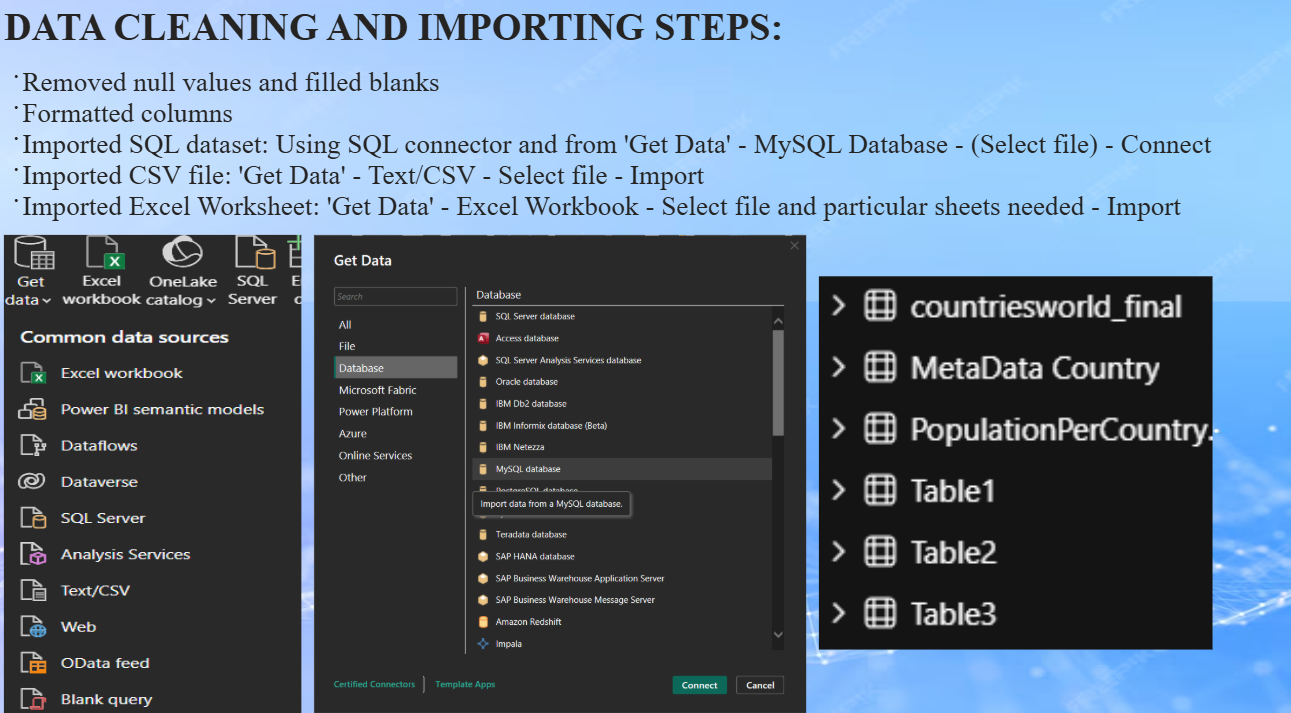 DATA CLEANING AND IMPORTING STEPS:
˙Removed null values and filled blanks
˙Formatted columns
˙Imported SQL dataset: Using SQL connector and from 'Get Data' - MySQL Database - (Select file) - Connect
˙Imported CSV file: 'Get Data' - Text/CSV - Select file - Import
˙Imported Excel Worksheet: 'Get Data' - Excel Workbook - Select file and particular sheets needed - Import
Get data
Excel workbook
OneLake catalog
SQL Server
Common data sources
Excel workbook
Power BI semantic models
Dataflows
Dataverse
SQL Server
Analysis Services
Text/CSV
Web
OData feed
Blank query
Get Data
Search
All
File
Database
Microsoft Fabric
Power Platform
Azure
Online Services
Other
Database
SQL Server database
Access database
SQL Server Analysis Services database
Oracle database
IBM Db2 database
IBM Informix database (Beta)
IBM Netezza
MySQL database
PostgreSQL database
Import data from a MySQL database.
Teradata database
SAP HANA database
SAP Business Warehouse Application Server
SAP Business Warehouse Message Server
Amazon Redshift
Impala
Certified Connectors
Template Apps
Connect
Cancel
countriesworld_final
MetaData Country
PopulationPerCountry.
Table1
Table2
Table3